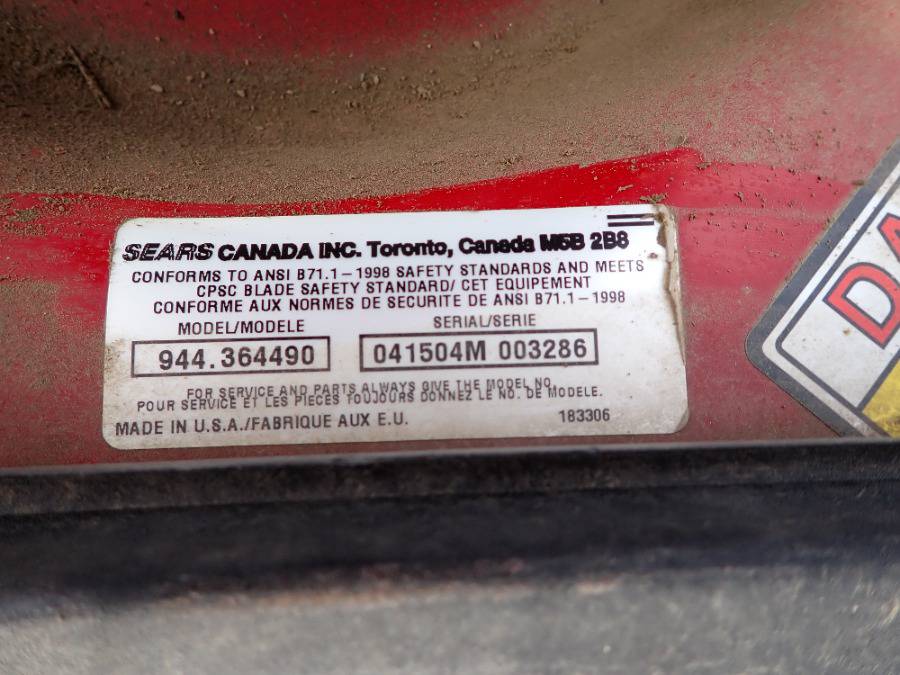 SEARS CANADA INC. Toronto, Canada M5B 2B8
CONFORMS TO ANSI B71.1-1998 SAFETY STANDARDS AND MEETS
CPSC BLADE SAFETY STANDARD/ CET EQUIPEMENT
CONFORME AUX NORMES DE SECURITE DE ANSI B71.1-1998
MODEL/MODELE SERIAL/SERIE
944.364490 041504M 003286
FOR SERVICE AND PARTS ALWAYS GIVE THE MODEL NO.
POUR SERVICE ET LES PIECES TOUJOURS DONNEZ LE NO. DE MODELE.
MADE IN U.S.A./FABRIQUE AUX E.U. 183306
DA